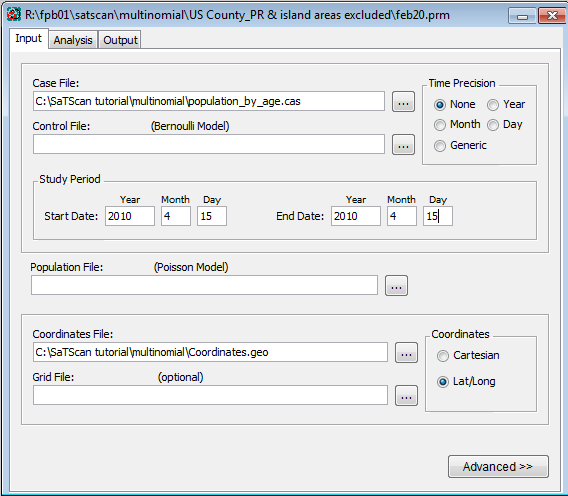 R:\fpb01\satscan\multinomial\US County_PR & island areas excluded\feb20.prm
Input Analysis Output
Case File:
C:\SaTScan tutorial\multinomial\population_by_age.cas
...
Time Precision
None Year
Month Day
Generic
Control File: (Bernoulli Model)
...
Study Period
Year Month Day Year Month Day
Start Date: 2010 4 15 End Date: 2010 4 15
Population File: (Poisson Model)
...
Coordinates File:
C:\SaTScan tutorial\multinomial\Coordinates.geo
...
Coordinates
Cartesian
Lat/Long
Grid File: (optional)
...
Advanced >>